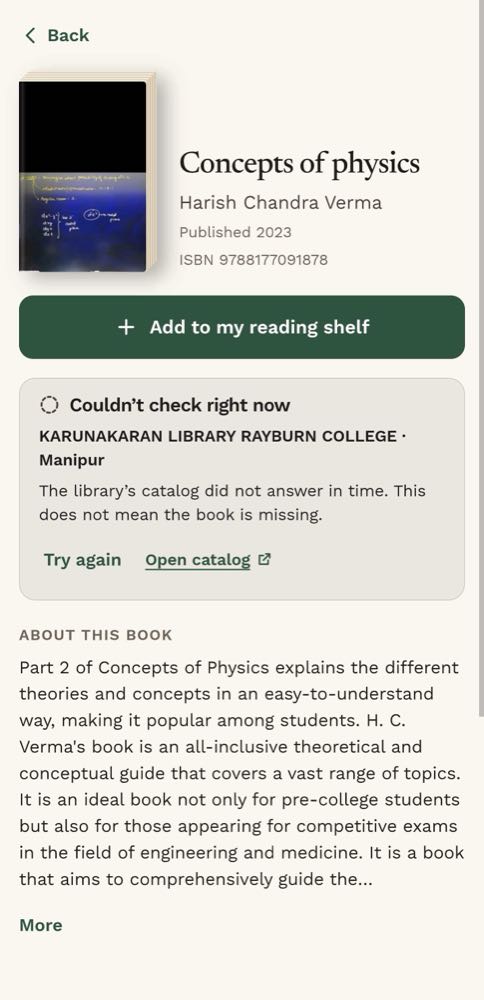 Back
Concepts of physics
Harish Chandra Verma
Published 2023
ISBN 9788177091878
+ Add to my reading shelf
Couldn't check right now
KARUNAKARAN LIBRARY RAYBURN COLLEGE ·
Manipur
The library's catalog did not answer in time. This
does not mean the book is missing.
Try again Open catalog
ABOUT THIS BOOK
Part 2 of Concepts of Physics explains the different
theories and concepts in an easy-to-understand
way, making it popular among students. H. C.
Verma's book is an all-inclusive theoretical and
conceptual guide that covers a vast range of topics.
It is an ideal book not only for pre-college students
but also for those appearing for competitive exams
in the field of engineering and medicine. It is a book
that aims to comprehensively guide the...
More